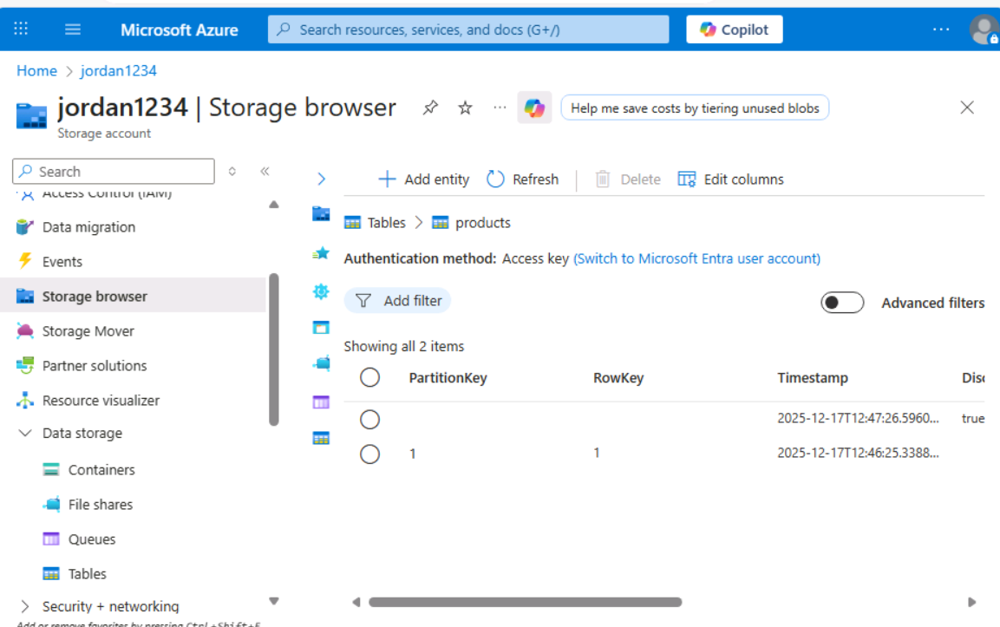 Microsoft Azure
Search resources, services, and docs (G+/)
Copilot
...
Home > jordan1234
jordan1234 | Storage browser
...
Help me save costs by tiering unused blobs
Storage account
Search
Access Control (IAM)
Data migration
Events
Storage browser
Storage Mover
Partner solutions
Resource visualizer
Data storage
Containers
File shares
Queues
Tables
Security + networking
Add or remove favorites by pressing Ctrl+Shift+F
Add entity
Refresh
Delete
Edit columns
Tables > products
Authentication method: Access key (Switch to Microsoft Entra user account)
Add filter
Advanced filters
Showing all 2 items
PartitionKey RowKey Timestamp Disc
2025-12-17T12:47:26.5960... true
1 1 2025-12-17T12:46:25.3388...